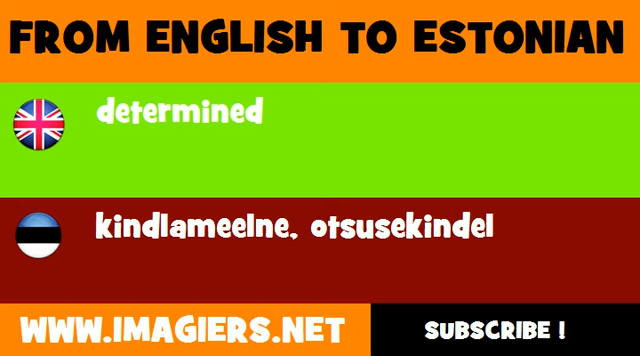 FROM ENGLISH TO ESTONIAN
determined
kindlameelne, otsusekindel
WWW.IMAGIERS.NET
SUBSCRIBE !